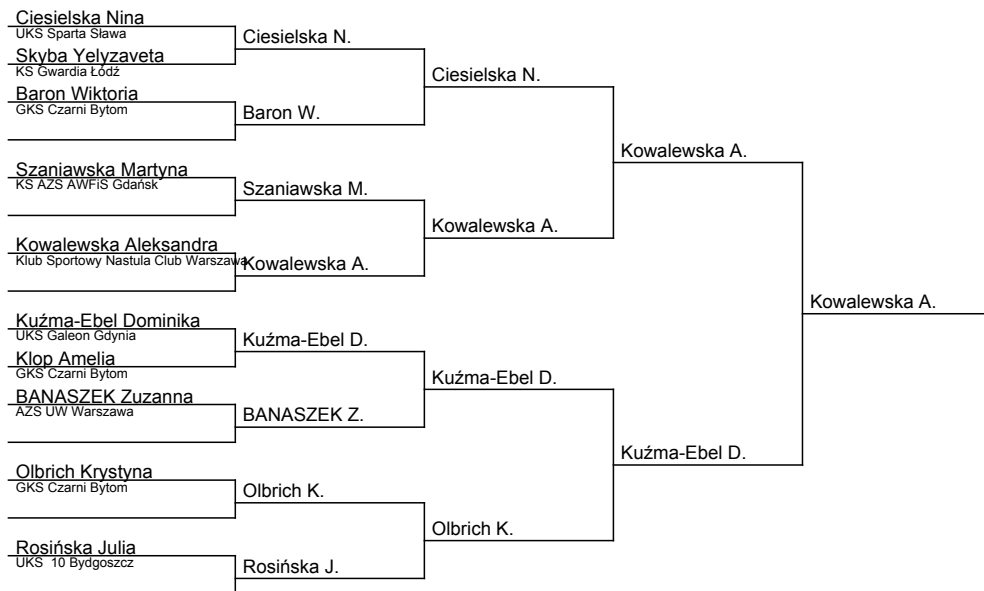 Ciesielska Nina
UKS Sparta Sława
Skyba Yelyzaveta
KS Gwardia Łódź
Baron Wiktoria
GKS Czarni Bytom
Szaniawska Martyna
KS AZS AWFiS Gdańsk
Kowalewska Aleksandra
Klub Sportowy Nastula Club Warszawa
Kuźma-Ebel Dominika
UKS Galeon Gdynia
Klop Amelia
GKS Czarni Bytom
BANASZEK Zuzanna
AZS UW Warszawa
Olbrich Krystyna
GKS Czarni Bytom
Rosińska Julia
UKS 10 Bydgoszcz
Ciesielska N.
Baron W.
Szaniawska M.
Kowalewska A.
Kuźma-Ebel D.
BANASZEK Z.
Olbrich K.
Rosińska J.
Ciesielska N.
Kowalewska A.
Kuźma-Ebel D.
Olbrich K.
Kowalewska A.
Kuźma-Ebel D.
Kowalewska A.